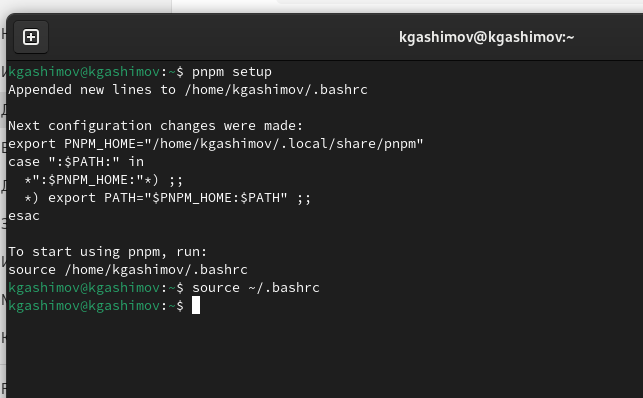 kgashimov@kgashimov:~
kgashimov@kgashimov:~$ pnpm setup
Appended new lines to /home/kgashimov/.bashrc

Next configuration changes were made:
export PNPM_HOME="/home/kgashimov/.local/share/pnpm"
case ":$PATH:" in
  *":$PNPM_HOME:"*) ;;
  *) export PATH="$PNPM_HOME:$PATH" ;;
esac

To start using pnpm, run:
source /home/kgashimov/.bashrc
kgashimov@kgashimov:~$ source ~/.bashrc
kgashimov@kgashimov:~$